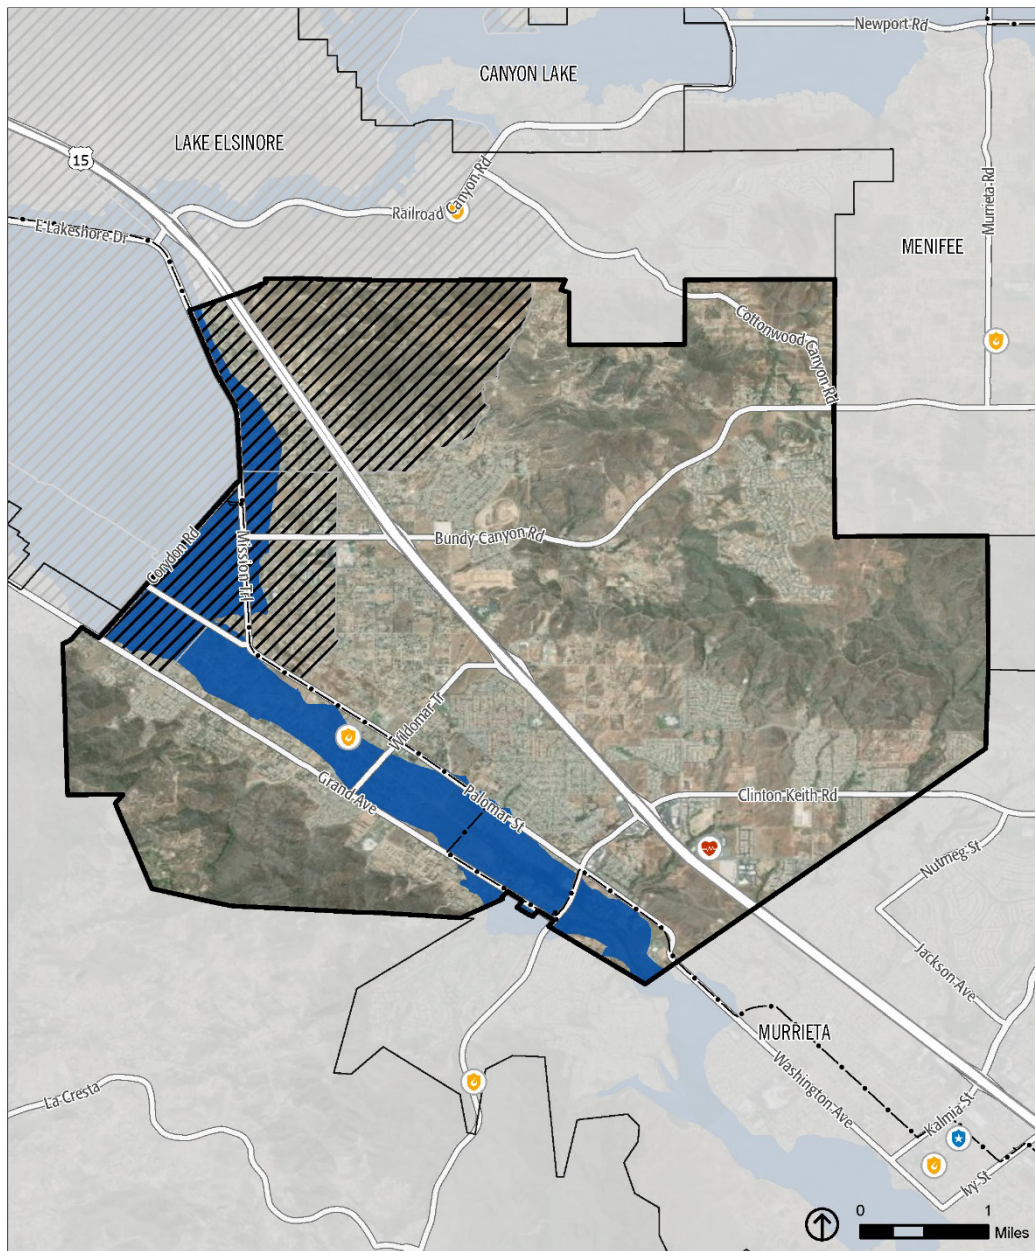 Newport Rd
CANYON LAKE
LAKE ELSINORE
15
Railroad Canyon Rd
Murrieta Rd
E Lakeshore Dr
MENIFEE
Cottonwood Canyon Rd
Corydon Rd
Mission Trl
Bundy Canyon Rd
Wildomar Tr
Grand Ave
Palomar St
Clinton Keith Rd
Nutmeg St
Jackson Ave
MURRIETA
Washington Ave
La Cresta
Kalmia St
Ivy St
0 1
Miles